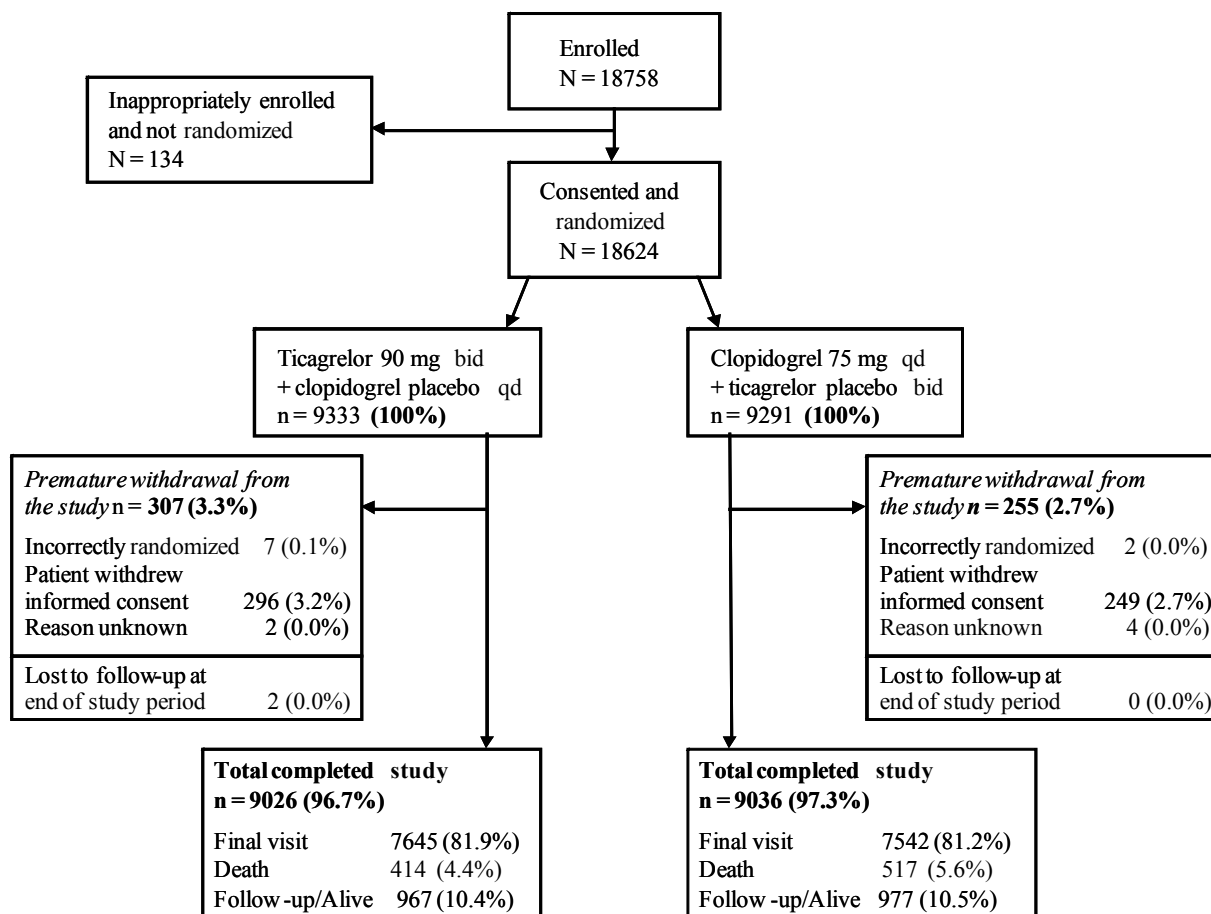 Enrolled
N = 18758
Inappropriately enrolled
and not randomized
N = 134
Consented and
randomized
N = 18624
Ticagrelor 90 mg bid
+ clopidogrel placebo qd
n = 9333 (100%)
Clopidogrel 75 mg qd
+ ticagrelor placebo bid
n = 9291 (100%)
Premature withdrawal from
the study n = 307 (3.3%)
Incorrectly randomized 7 (0.1%)
Patient withdrew
informed consent 296 (3.2%)
Reason unknown 2 (0.0%)
Lost to follow-up at
end of study period 2 (0.0%)
Premature withdrawal from
the study n = 255 (2.7%)
Incorrectly randomized 2 (0.0%)
Patient withdrew
informed consent 249 (2.7%)
Reason unknown 4 (0.0%)
Lost to follow-up at
end of study period 0 (0.0%)
Total completed study
n = 9026 (96.7%)
Final visit 7645 (81.9%)
Death 414 (4.4%)
Follow-up/Alive 967 (10.4%)
Total completed study
n = 9036 (97.3%)
Final visit 7542 (81.2%)
Death 517 (5.6%)
Follow-up/Alive 977 (10.5%)